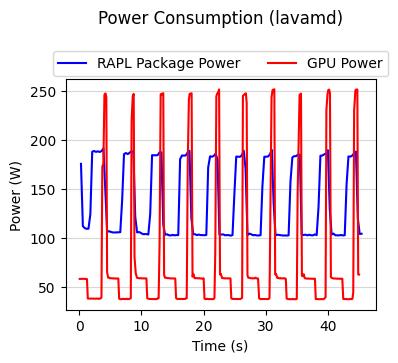 Power Consumption (lavamd)
RAPL Package Power
GPU Power
250
200
150
100
50
Power (W)
0
10
20
30
40
Time (s)